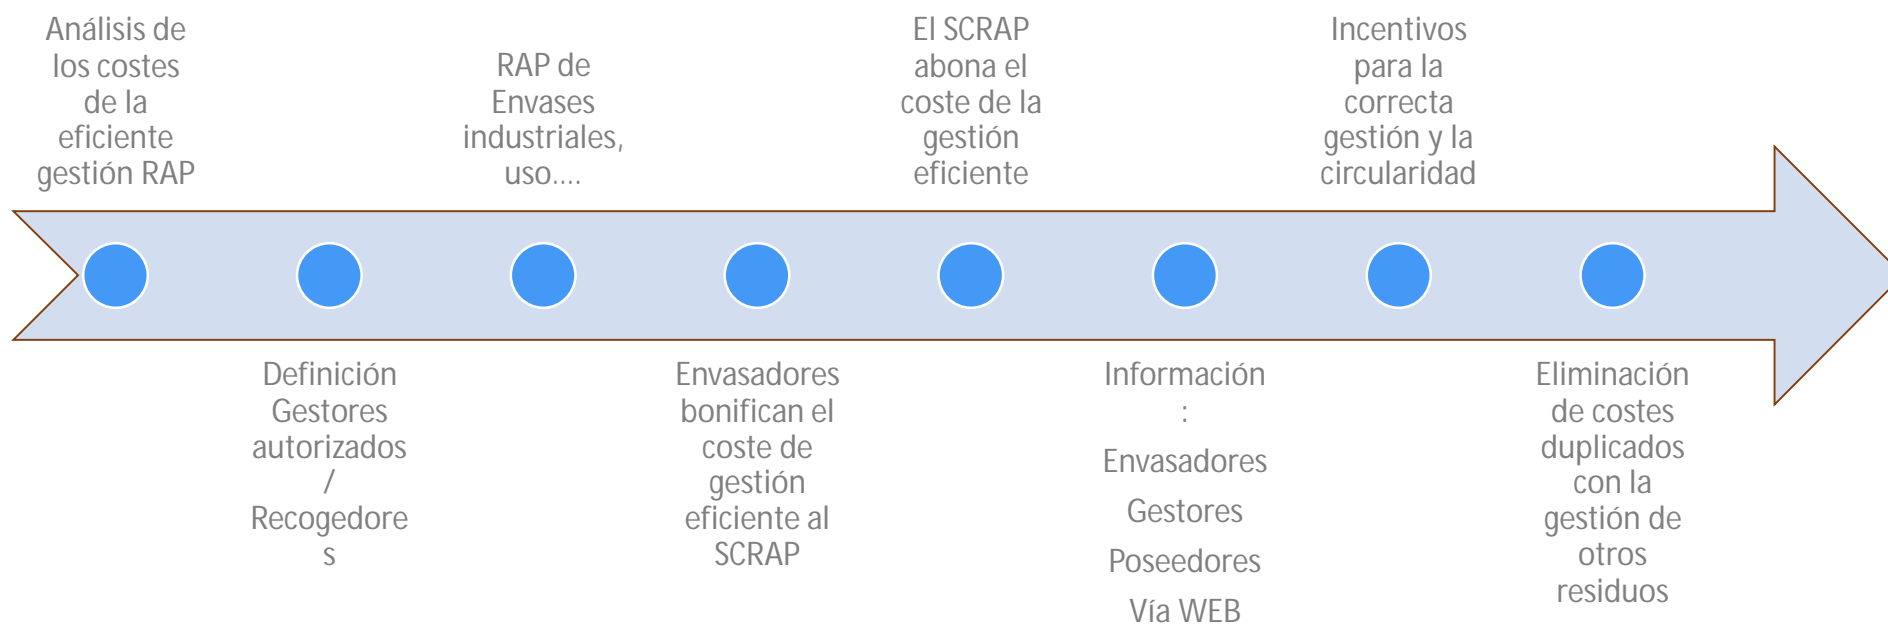 Análisis de
los costes
de la
eficiente
gestión RAP
Definición
Gestores
autorizados
/
Recogedore
s
RAP de
Envases
industriales,
uso....
Envasadores
bonifican el
coste de
gestión
eficiente al
SCRAP
El SCRAP
abona el
coste de la
gestión
eficiente
Información
:
Envasadores
Gestores
Poseedores
Vía WEB
Incentivos
para la
correcta
gestión y la
circularidad
Eliminación
de costes
duplicados
con la
gestión de
otros
residuos